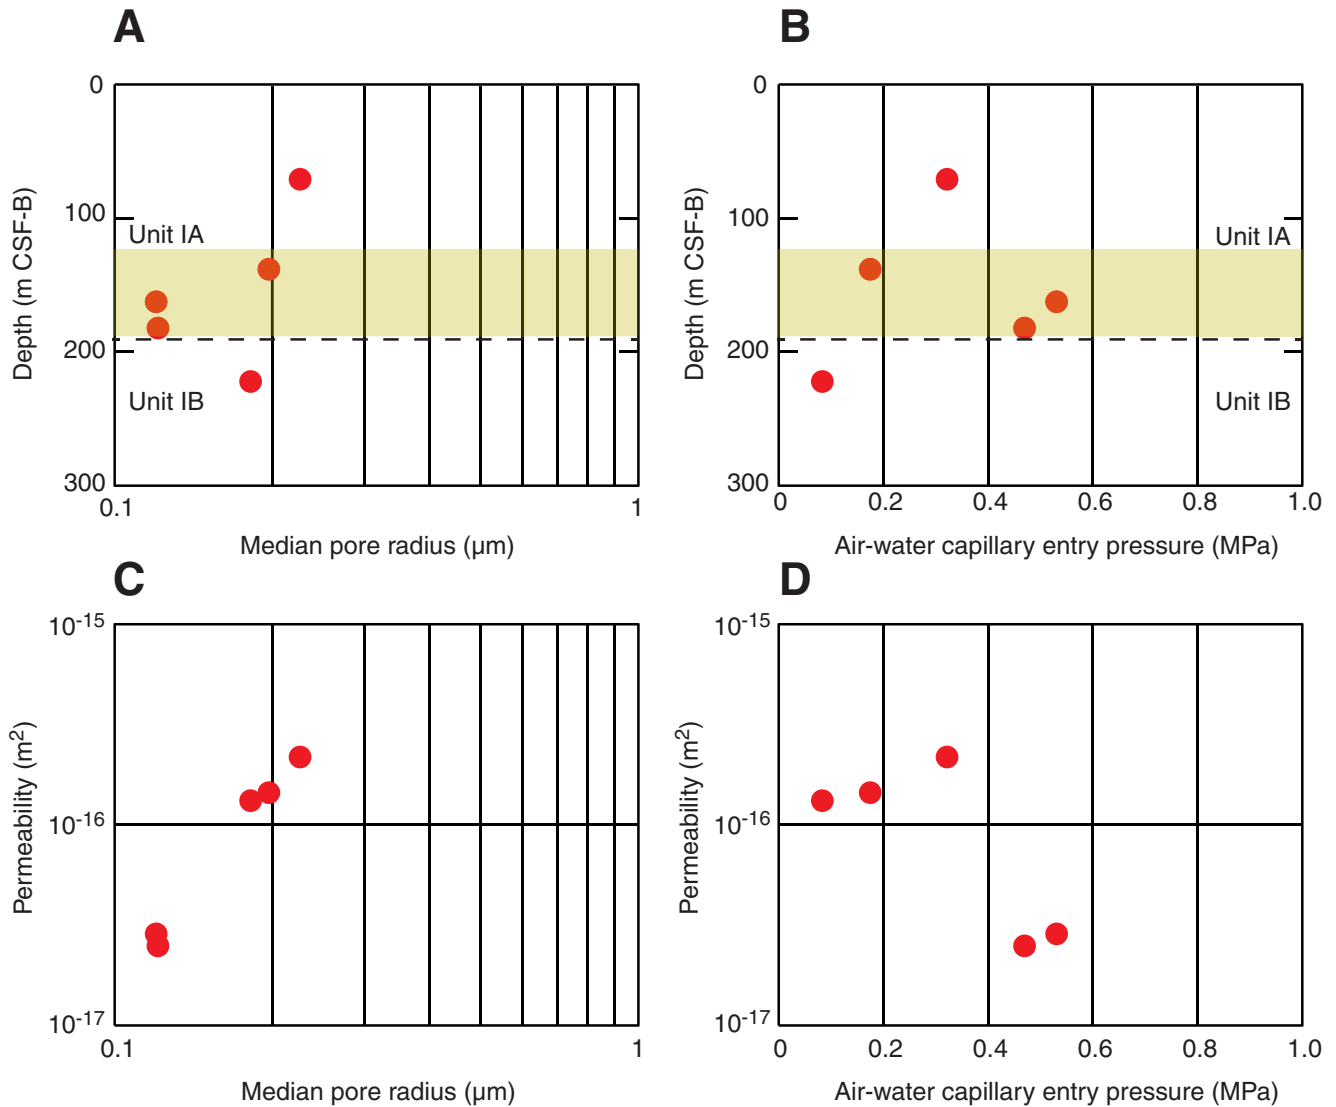 A
0
100
200
300
Depth (m CSF-B)
Unit IA
Unit IB
0.1
1
Median pore radius (µm)
B
0
100
200
300
Depth (m CSF-B)
Unit IA
Unit IB
0
0.2
0.4
0.6
0.8
1.0
Air-water capillary entry pressure (MPa)
C
10⁻¹⁵
10⁻¹⁶
10⁻¹⁷
Permeability (m²)
0.1
1
Median pore radius (µm)
D
10⁻¹⁵
10⁻¹⁶
10⁻¹⁷
Permeability (m²)
0
0.2
0.4
0.6
0.8
1.0
Air-water capillary entry pressure (MPa)